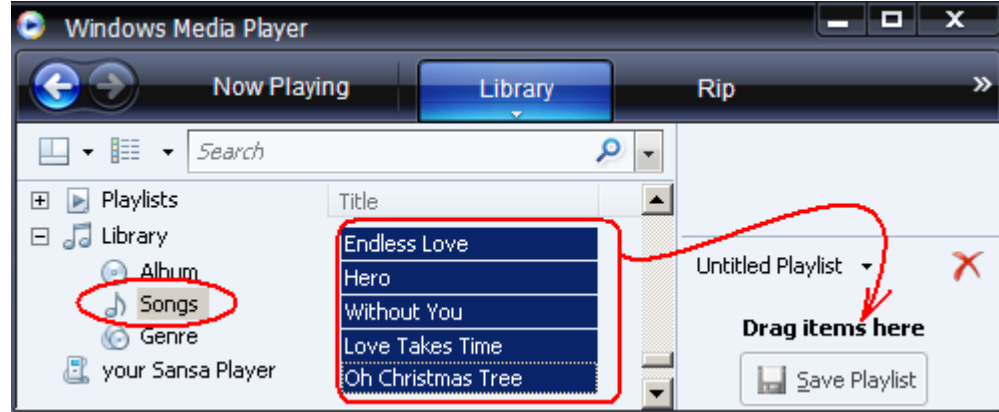 Windows Media Player
Now Playing Library Rip »
Search
Playlists
Library
Album
Songs
Genre
your Sansa Player
Title
Endless Love
Hero
Without You
Love Takes Time
Oh Christmas Tree
Untitled Playlist
Drag items here
Save Playlist